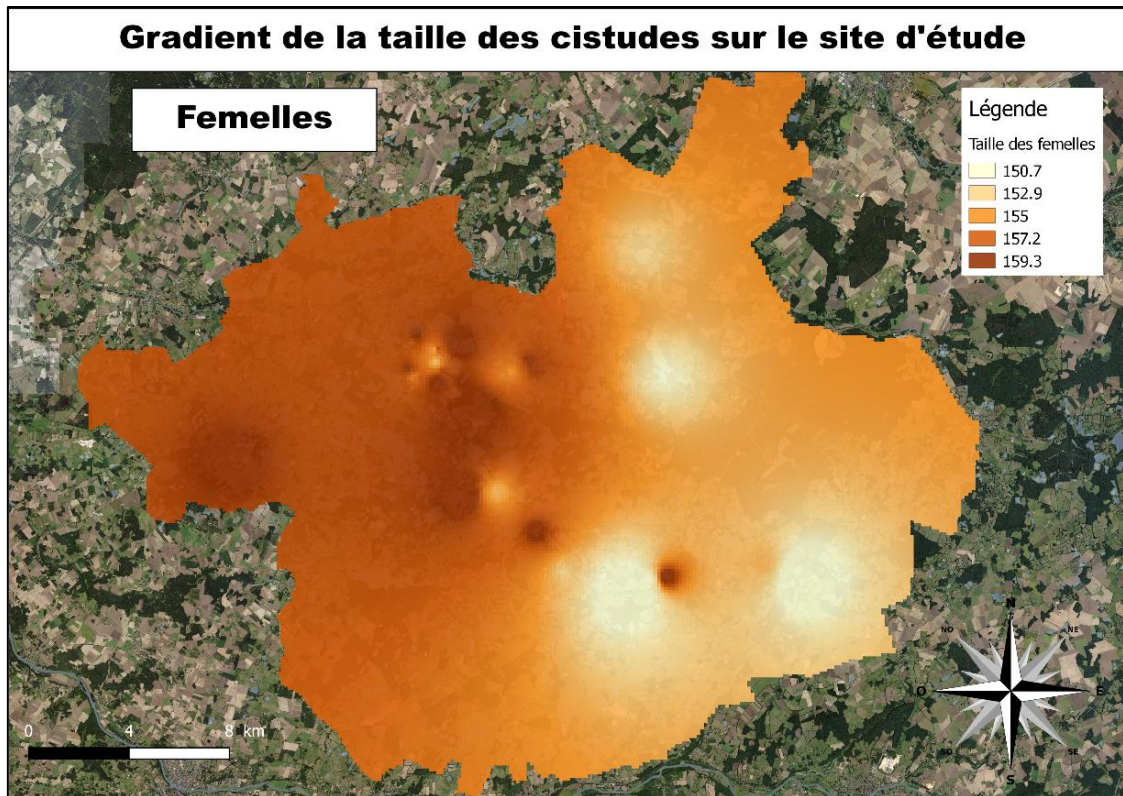 Gradient de la taille des cistudes sur le site d'étude
Femelles
Légende
Taille des femelles
150.7
152.9
155
157.2
159.3
N
NO
NE
O
E
SO
SE
S
0 4 8 km